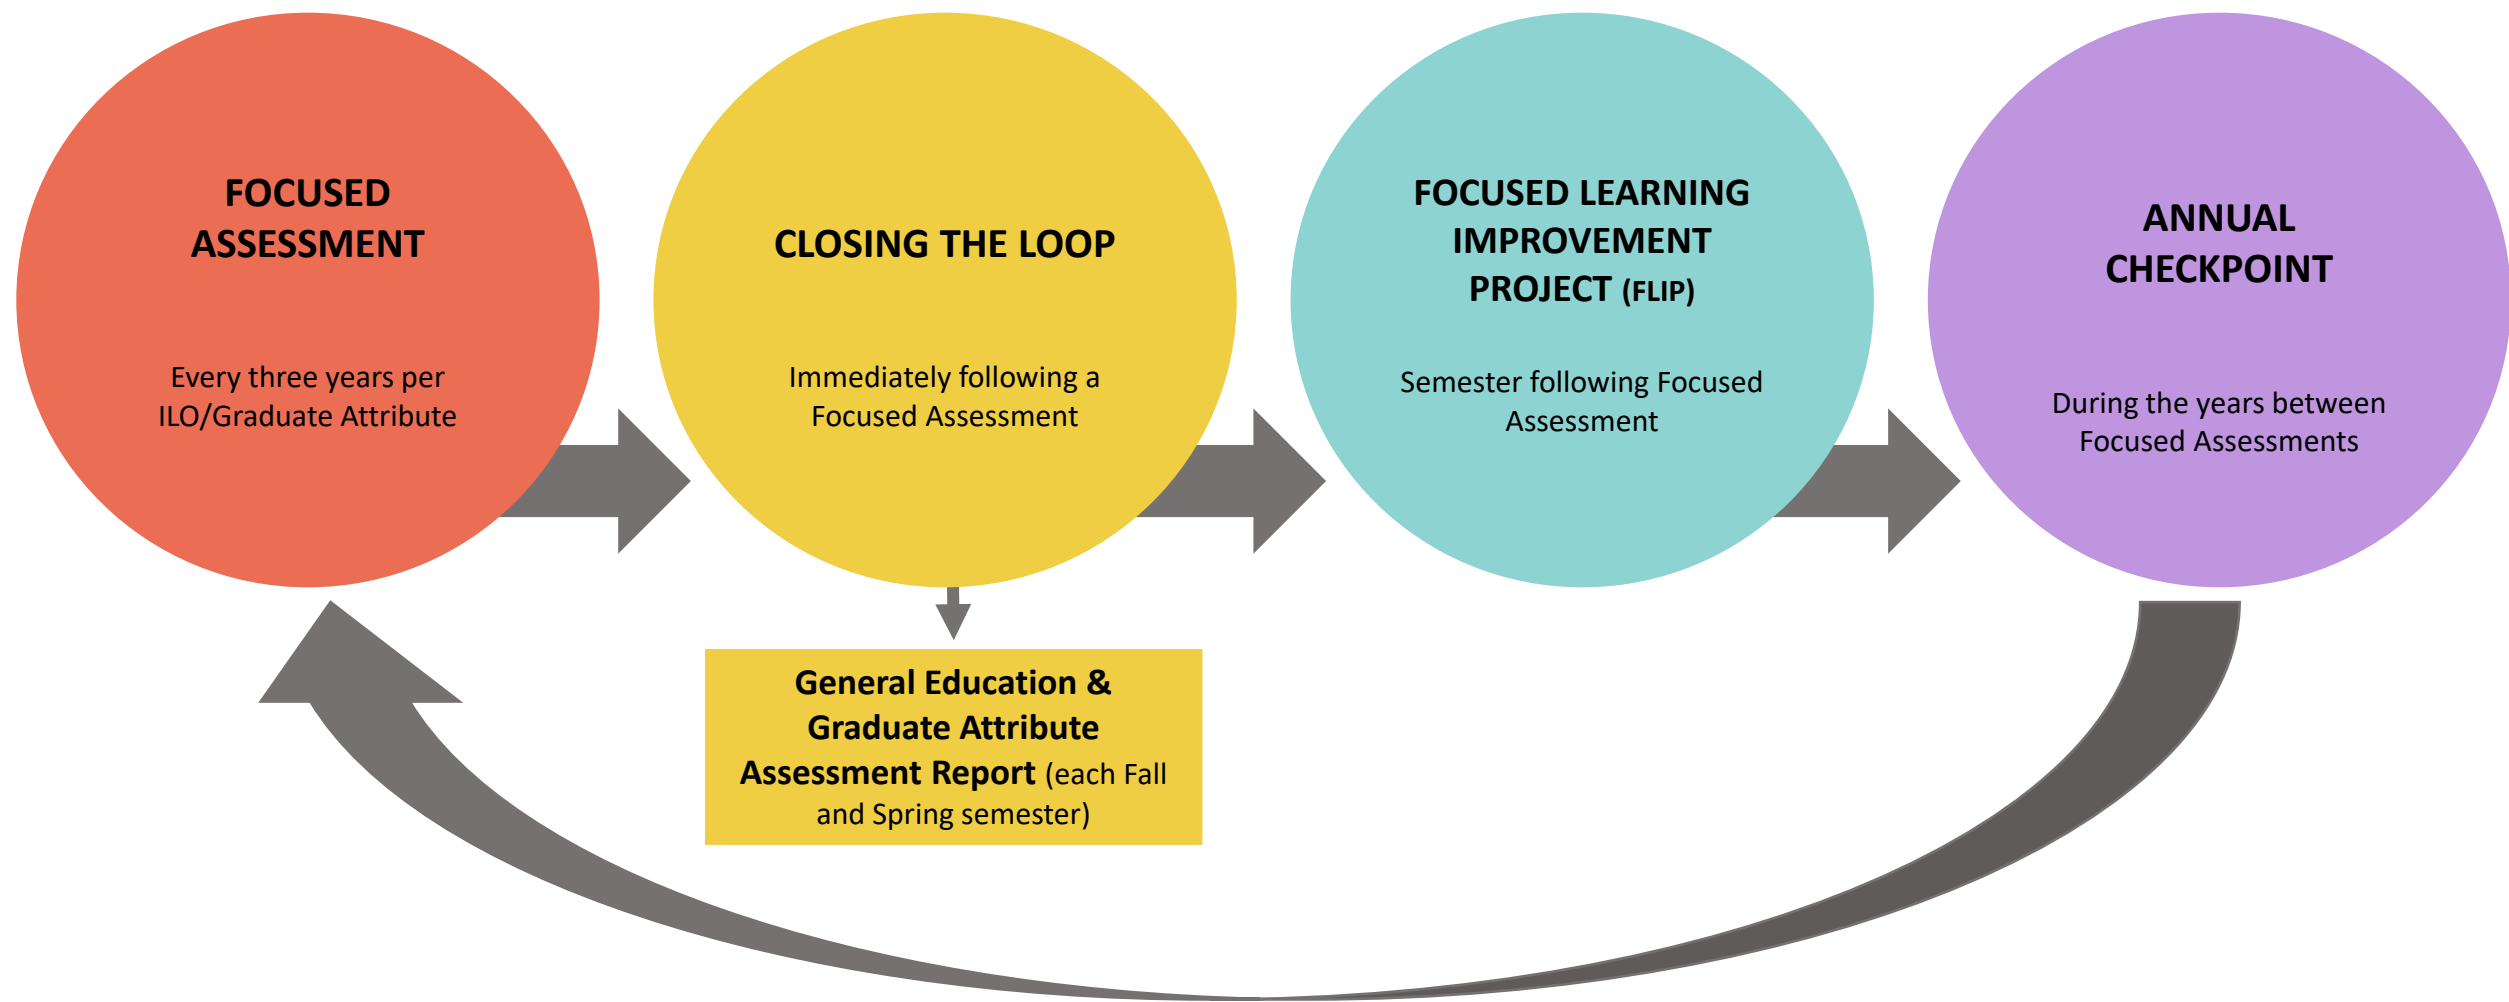 FOCUSED
ASSESSMENT
Every three years per
ILO/Graduate Attribute
CLOSING THE LOOP
Immediately following a
Focused Assessment
FOCUSED LEARNING
IMPROVEMENT
PROJECT (FLIP)
Semester following Focused
Assessment
ANNUAL
CHECKPOINT
During the years between
Focused Assessments
General Education &
Graduate Attribute
Assessment Report (each Fall
and Spring semester)